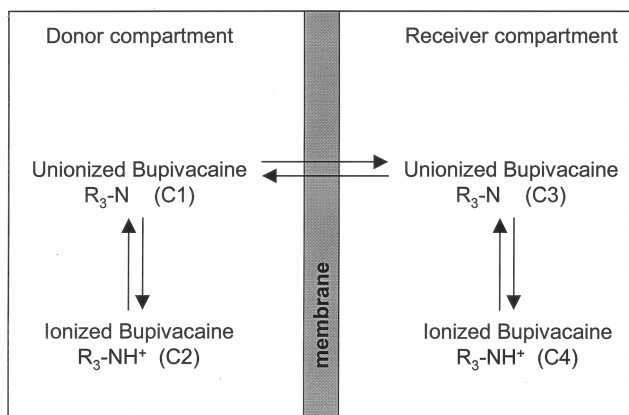 Donor compartment
Receiver compartment
Unionized Bupivacaine
R₃-N (C1)
Unionized Bupivacaine
R₃-N (C3)
membrane
Ionized Bupivacaine
R₃-NH⁺ (C2)
Ionized Bupivacaine
R₃-NH⁺ (C4)